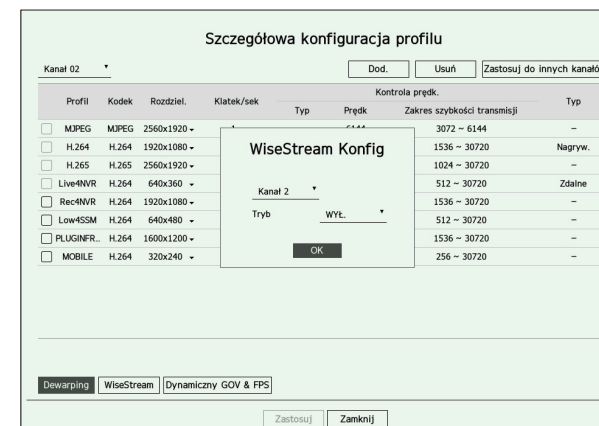 Szczegółowa konfiguracja profilu
Kanał 02
Dod. Usuń Zastosuj do innych kanałó
Profil Kodek Rozdziel. Klatek/sek Kontrola prędk. Typ
Typ Prędk Zakres szybkości transmisji
MJPEG MJPEG 2560x1920 3072 ~ 6144 –
H.264 H.264 1920x1080 1536 ~ 30720 Nagryw.
H.265 H.265 2560x1920 1024 ~ 30720 –
Live4NVR H.264 640x360 512 ~ 30720 Zdalne
Rec4NVR H.264 1920x1080 1536 ~ 30720 –
Low4SSM H.264 640x480 512 ~ 30720 –
PLUGINFR.. H.264 1600x1200 1536 ~ 30720 –
MOBILE H.264 320x240 256 ~ 30720 –
WiseStream Konfig
Kanał 2
Tryb WYŁ.
OK
Dewarping WiseStream Dynamiczny GOV & FPS
Zastosuj Zamknij